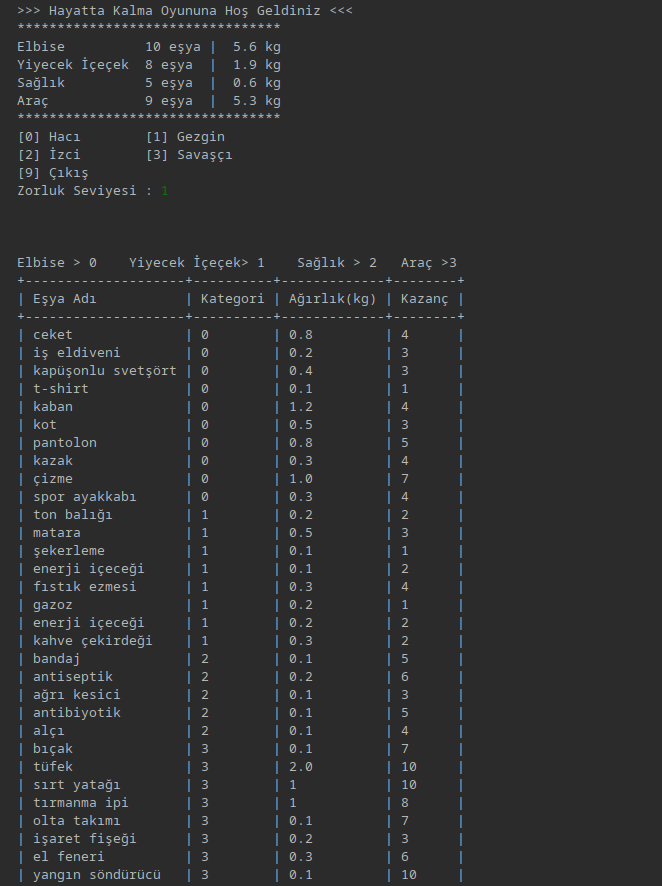 >>> Hayatta Kalma Oyununa Hoş Geldiniz <<<
*********************************
Elbise          10 eşya |  5.6 kg
Yiyecek İçeçek  8 eşya  |  1.9 kg
Sağlık          5 eşya  |  0.6 kg
Araç            9 eşya  |  5.3 kg
*********************************
[0] Hacı        [1] Gezgin
[2] İzci        [3] Savaşçı
[9] Çıkış
Zorluk Seviyesi : 1
Elbise > 0    Yiyecek İçeçek> 1    Sağlık > 2   Araç >3
+--------------------+----------+-------------+--------+
| Eşya Adı           | Kategori | Ağırlık(kg) | Kazanç |
+--------------------+----------+-------------+--------+
| ceket              | 0        | 0.8         | 4      |
| iş eldiveni        | 0        | 0.2         | 3      |
| kapüşonlu svetşört | 0        | 0.4         | 3      |
| t-shirt            | 0        | 0.1         | 1      |
| kaban              | 0        | 1.2         | 4      |
| kot                | 0        | 0.5         | 3      |
| pantolon           | 0        | 0.8         | 5      |
| kazak              | 0        | 0.3         | 4      |
| çizme              | 0        | 1.0         | 7      |
| spor ayakkabı      | 0        | 0.3         | 4      |
| ton balığı         | 1        | 0.2         | 2      |
| matara             | 1        | 0.5         | 3      |
| şekerleme          | 1        | 0.1         | 1      |
| enerji içeceği     | 1        | 0.1         | 2      |
| fıstık ezmesi      | 1        | 0.3         | 4      |
| gazoz              | 1        | 0.2         | 1      |
| enerji içeceği     | 1        | 0.2         | 2      |
| kahve çekirdeği    | 1        | 0.3         | 2      |
| bandaj             | 2        | 0.1         | 5      |
| antiseptik         | 2        | 0.2         | 6      |
| ağrı kesici        | 2        | 0.1         | 3      |
| antibiyotik        | 2        | 0.1         | 5      |
| alçı               | 2        | 0.1         | 4      |
| bıçak              | 3        | 0.1         | 7      |
| tüfek              | 3        | 2.0         | 10     |
| sırt yatağı        | 3        | 1           | 10     |
| tırmanma ipi       | 3        | 1           | 8      |
| olta takımı        | 3        | 0.1         | 7      |
| işaret fişeği      | 3        | 0.2         | 3      |
| el feneri          | 3        | 0.3         | 6      |
| yangın söndürücü   | 3        | 0.1         | 10     |